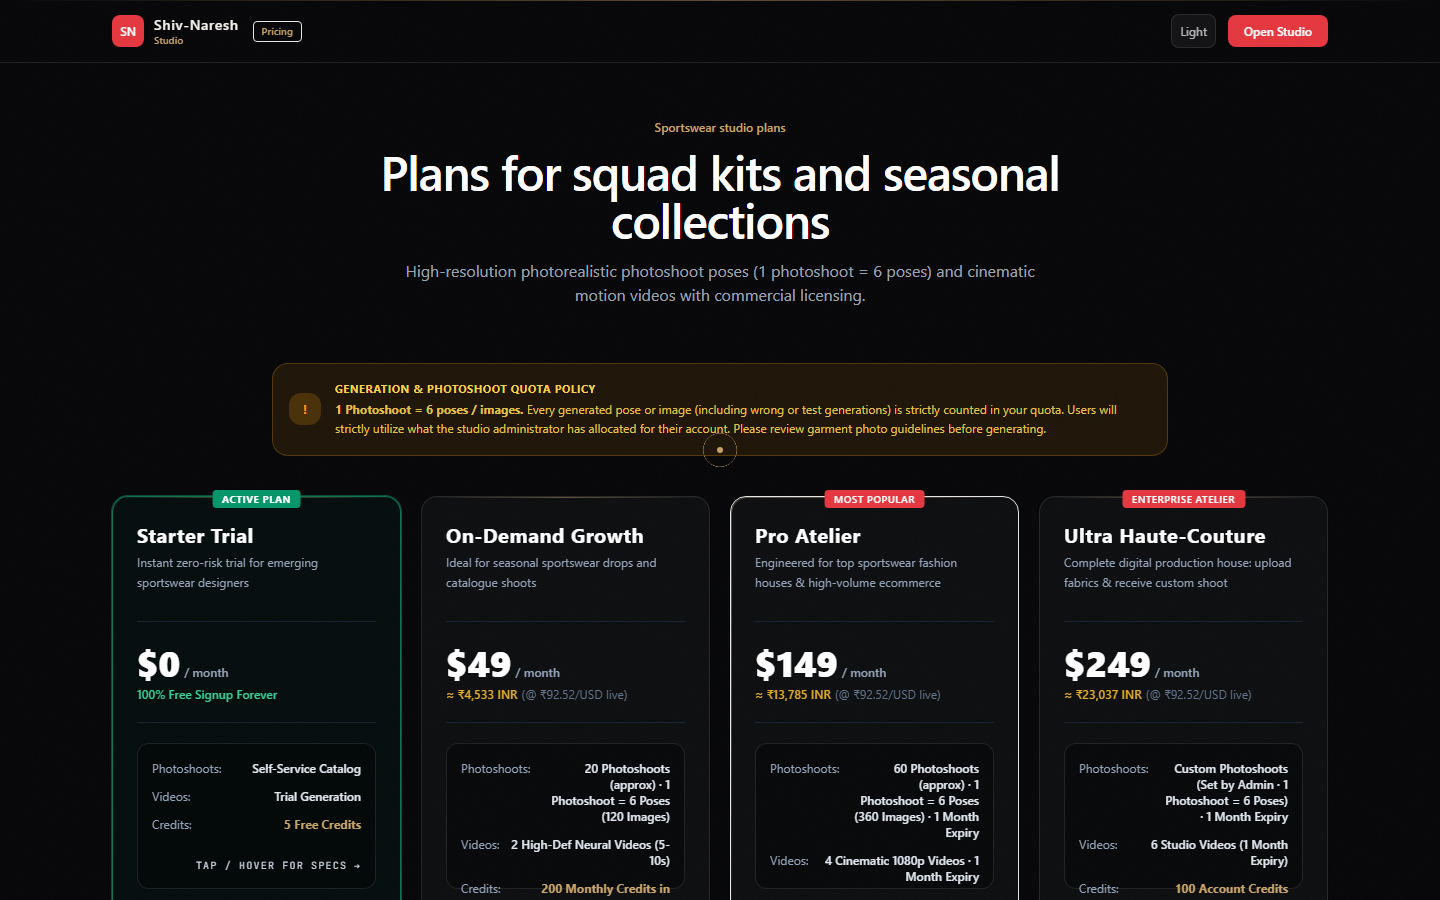 SN
Shiv-Naresh
Studio
Pricing
Light
Open Studio
Sportswear studio plans
Plans for squad kits and seasonal
collections
High-resolution photorealistic photoshoot poses (1 photoshoot = 6 poses) and cinematic
motion videos with commercial licensing.
!
GENERATION & PHOTOSHOOT QUOTA POLICY
1 Photoshoot = 6 poses / images. Every generated pose or image (including wrong or test generations) is strictly counted in your quota. Users will
strictly utilize what the studio administrator has allocated for their account. Please review garment photo guidelines before generating.
ACTIVE PLAN
Starter Trial
Instant zero-risk trial for emerging
sportswear designers
$0 / month
100% Free Signup Forever
Photoshoots: Self-Service Catalog
Videos: Trial Generation
Credits: 5 Free Credits
TAP / HOVER FOR SPECS →
On-Demand Growth
Ideal for seasonal sportswear drops and
catalogue shoots
$49 / month
≈ ₹4,533 INR (@ ₹92.52/USD live)
Photoshoots: 20 Photoshoots
(approx) · 1
Photoshoot = 6 Poses
(120 Images)
Videos: 2 High-Def Neural Videos (5-
10s)
Credits: 200 Monthly Credits in
MOST POPULAR
Pro Atelier
Engineered for top sportswear fashion
houses & high-volume ecommerce
$149 / month
≈ ₹13,785 INR (@ ₹92.52/USD live)
Photoshoots: 60 Photoshoots
(approx) · 1
Photoshoot = 6 Poses
(360 Images) · 1 Month
Expiry
Videos: 4 Cinematic 1080p Videos · 1
Month Expiry
ENTERPRISE ATELIER
Ultra Haute-Couture
Complete digital production house: upload
fabrics & receive custom shoot
$249 / month
≈ ₹23,037 INR (@ ₹92.52/USD live)
Photoshoots: Custom Photoshoots
(Set by Admin · 1
Photoshoot = 6 Poses)
· 1 Month Expiry
Videos: 6 Studio Videos (1 Month
Expiry)
Credits: 100 Account Credits